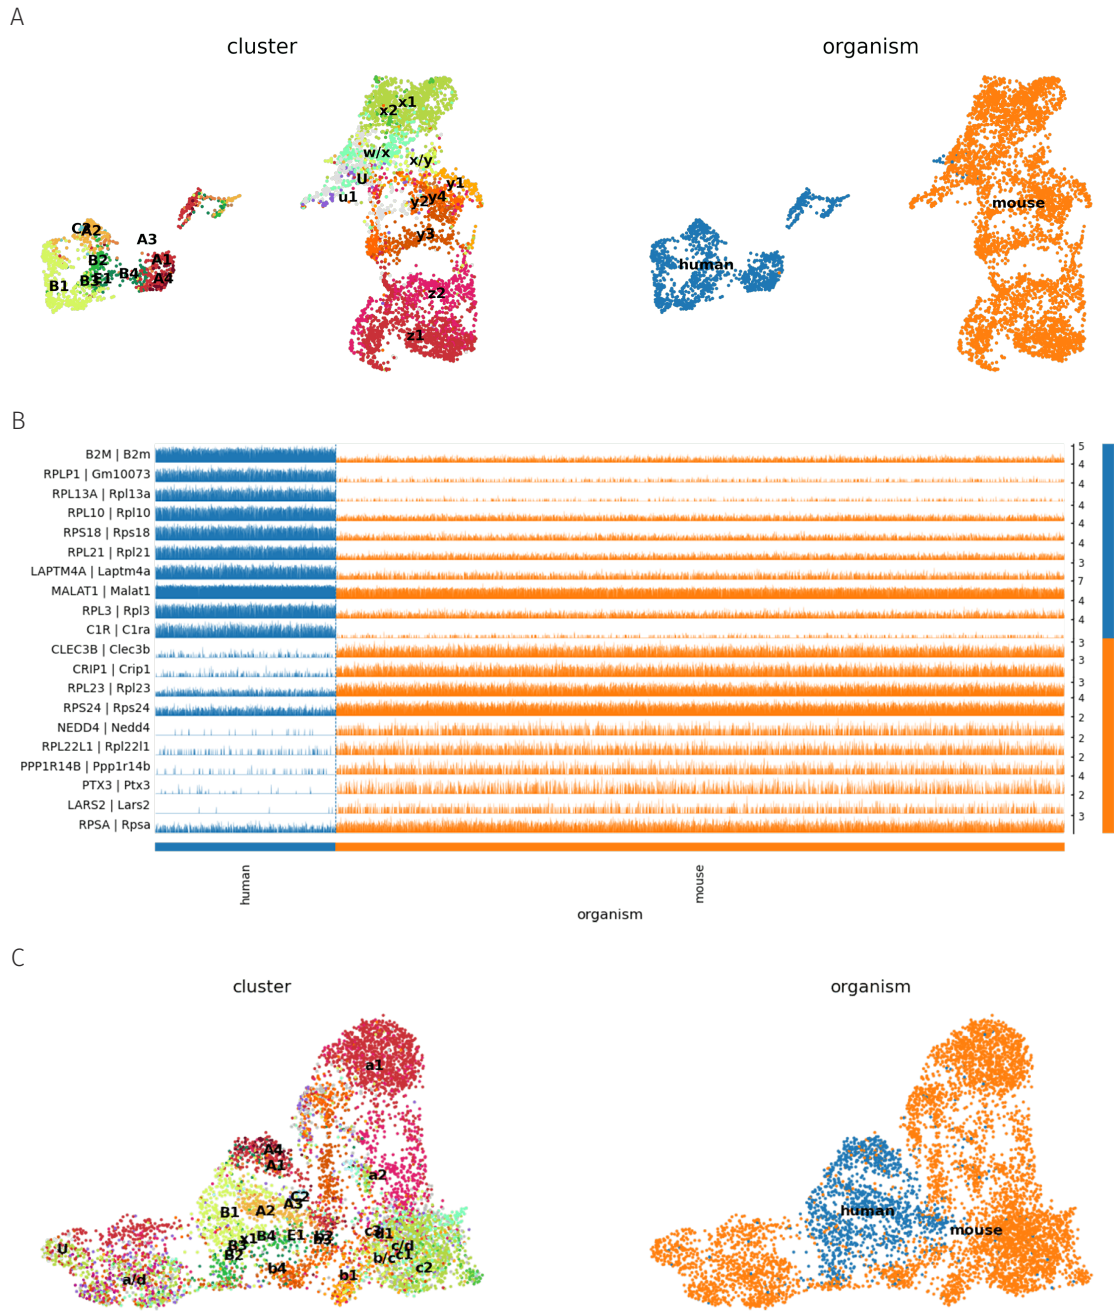 A
cluster
organism
x1
x2
w/x
x/y
U
y1
u1
y4
y2
mouse
C2
A2
A3
y3
B2
A1
human
B4
B3
E1
A4
B1
z2
z1
B
B2M | B2m
5
RPLP1 | Gm10073
4
RPL13A | Rpl13a
4
RPL10 | Rpl10
4
RPS18 | Rps18
4
RPL21 | Rpl21
4
LAPTM4A | Laptm4a
3
MALAT1 | Malat1
7
RPL3 | Rpl3
4
C1R | C1ra
4
CLEC3B | Clec3b
3
CRIP1 | Crip1
3
RPL23 | Rpl23
3
RPS24 | Rps24
4
NEDD4 | Nedd4
2
RPL22L1 | Rpl22l1
2
PPP1R14B | Ppp1r14b
2
PTX3 | Ptx3
4
LARS2 | Lars2
2
RPSA | Rpsa
3
human
mouse
organism
C
cluster
organism
a1
A4
A1
a2
C2
A3
A2
B1
human
mouse
x1
B4
E1
d1
B3
B2
c/d
c1
b/c
U
b4
c2
b1
a/d